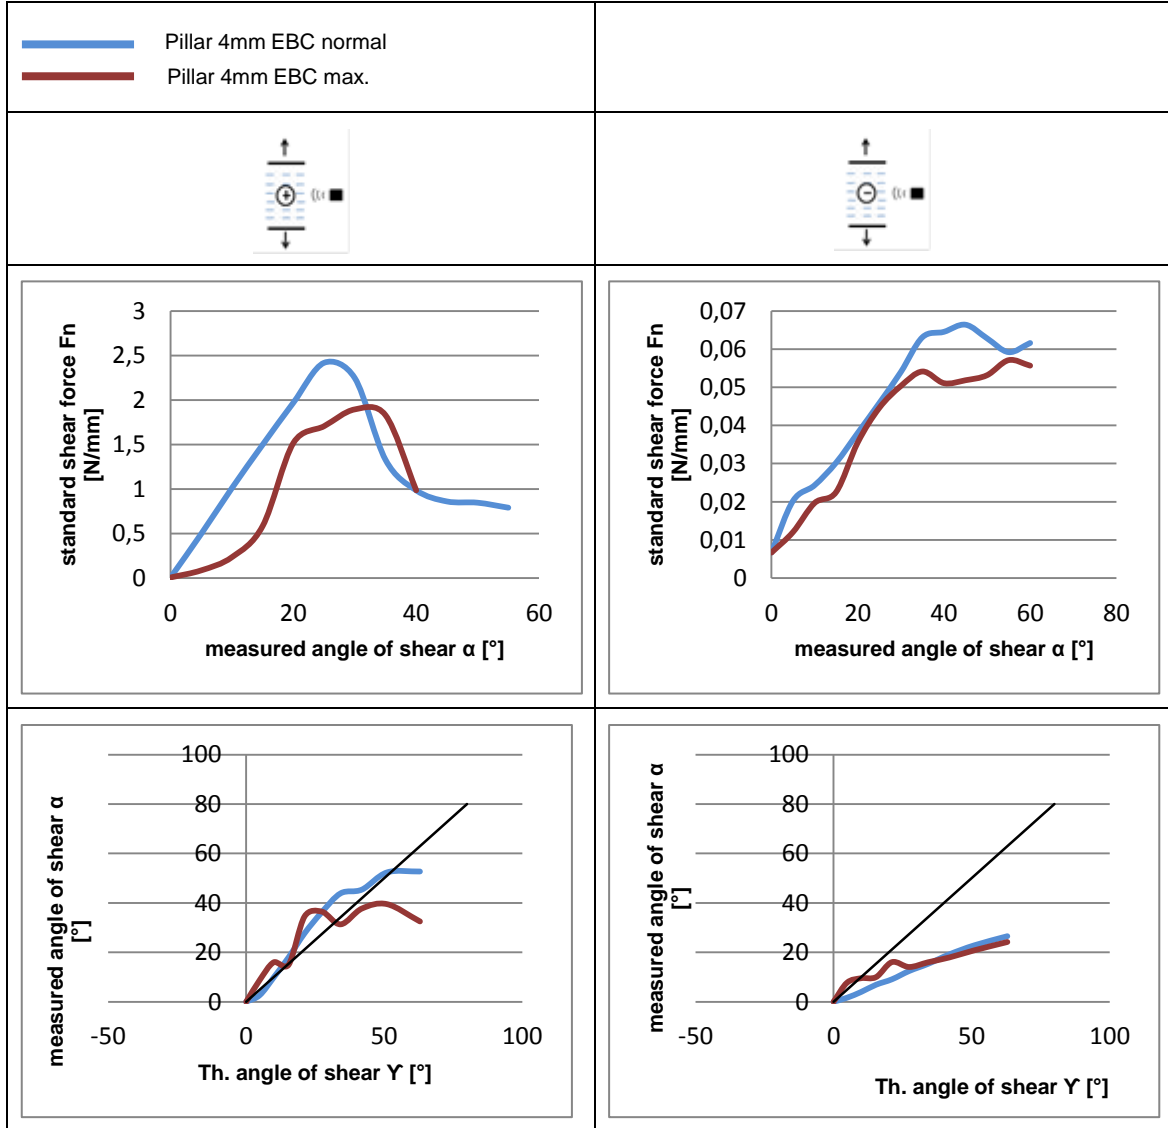 Pillar 4mm EBC normal
Pillar 4mm EBC max.
+
−
standard shear force Fn
[N/mm]
3
2,5
2
1,5
1
0,5
0
0 20 40 60
measured angle of shear α [°]
standard shear force Fn
[N/mm]
0,07
0,06
0,05
0,04
0,03
0,02
0,01
0
0 20 40 60 80
measured angle of shear α [°]
measured angle of shear α
[°]
100
80
60
40
20
0
-50 0 50 100
Th. angle of shear ϒ [°]
measured angle of shear α
[°]
100
80
60
40
20
0
-50 0 50 100
Th. angle of shear ϒ [°]